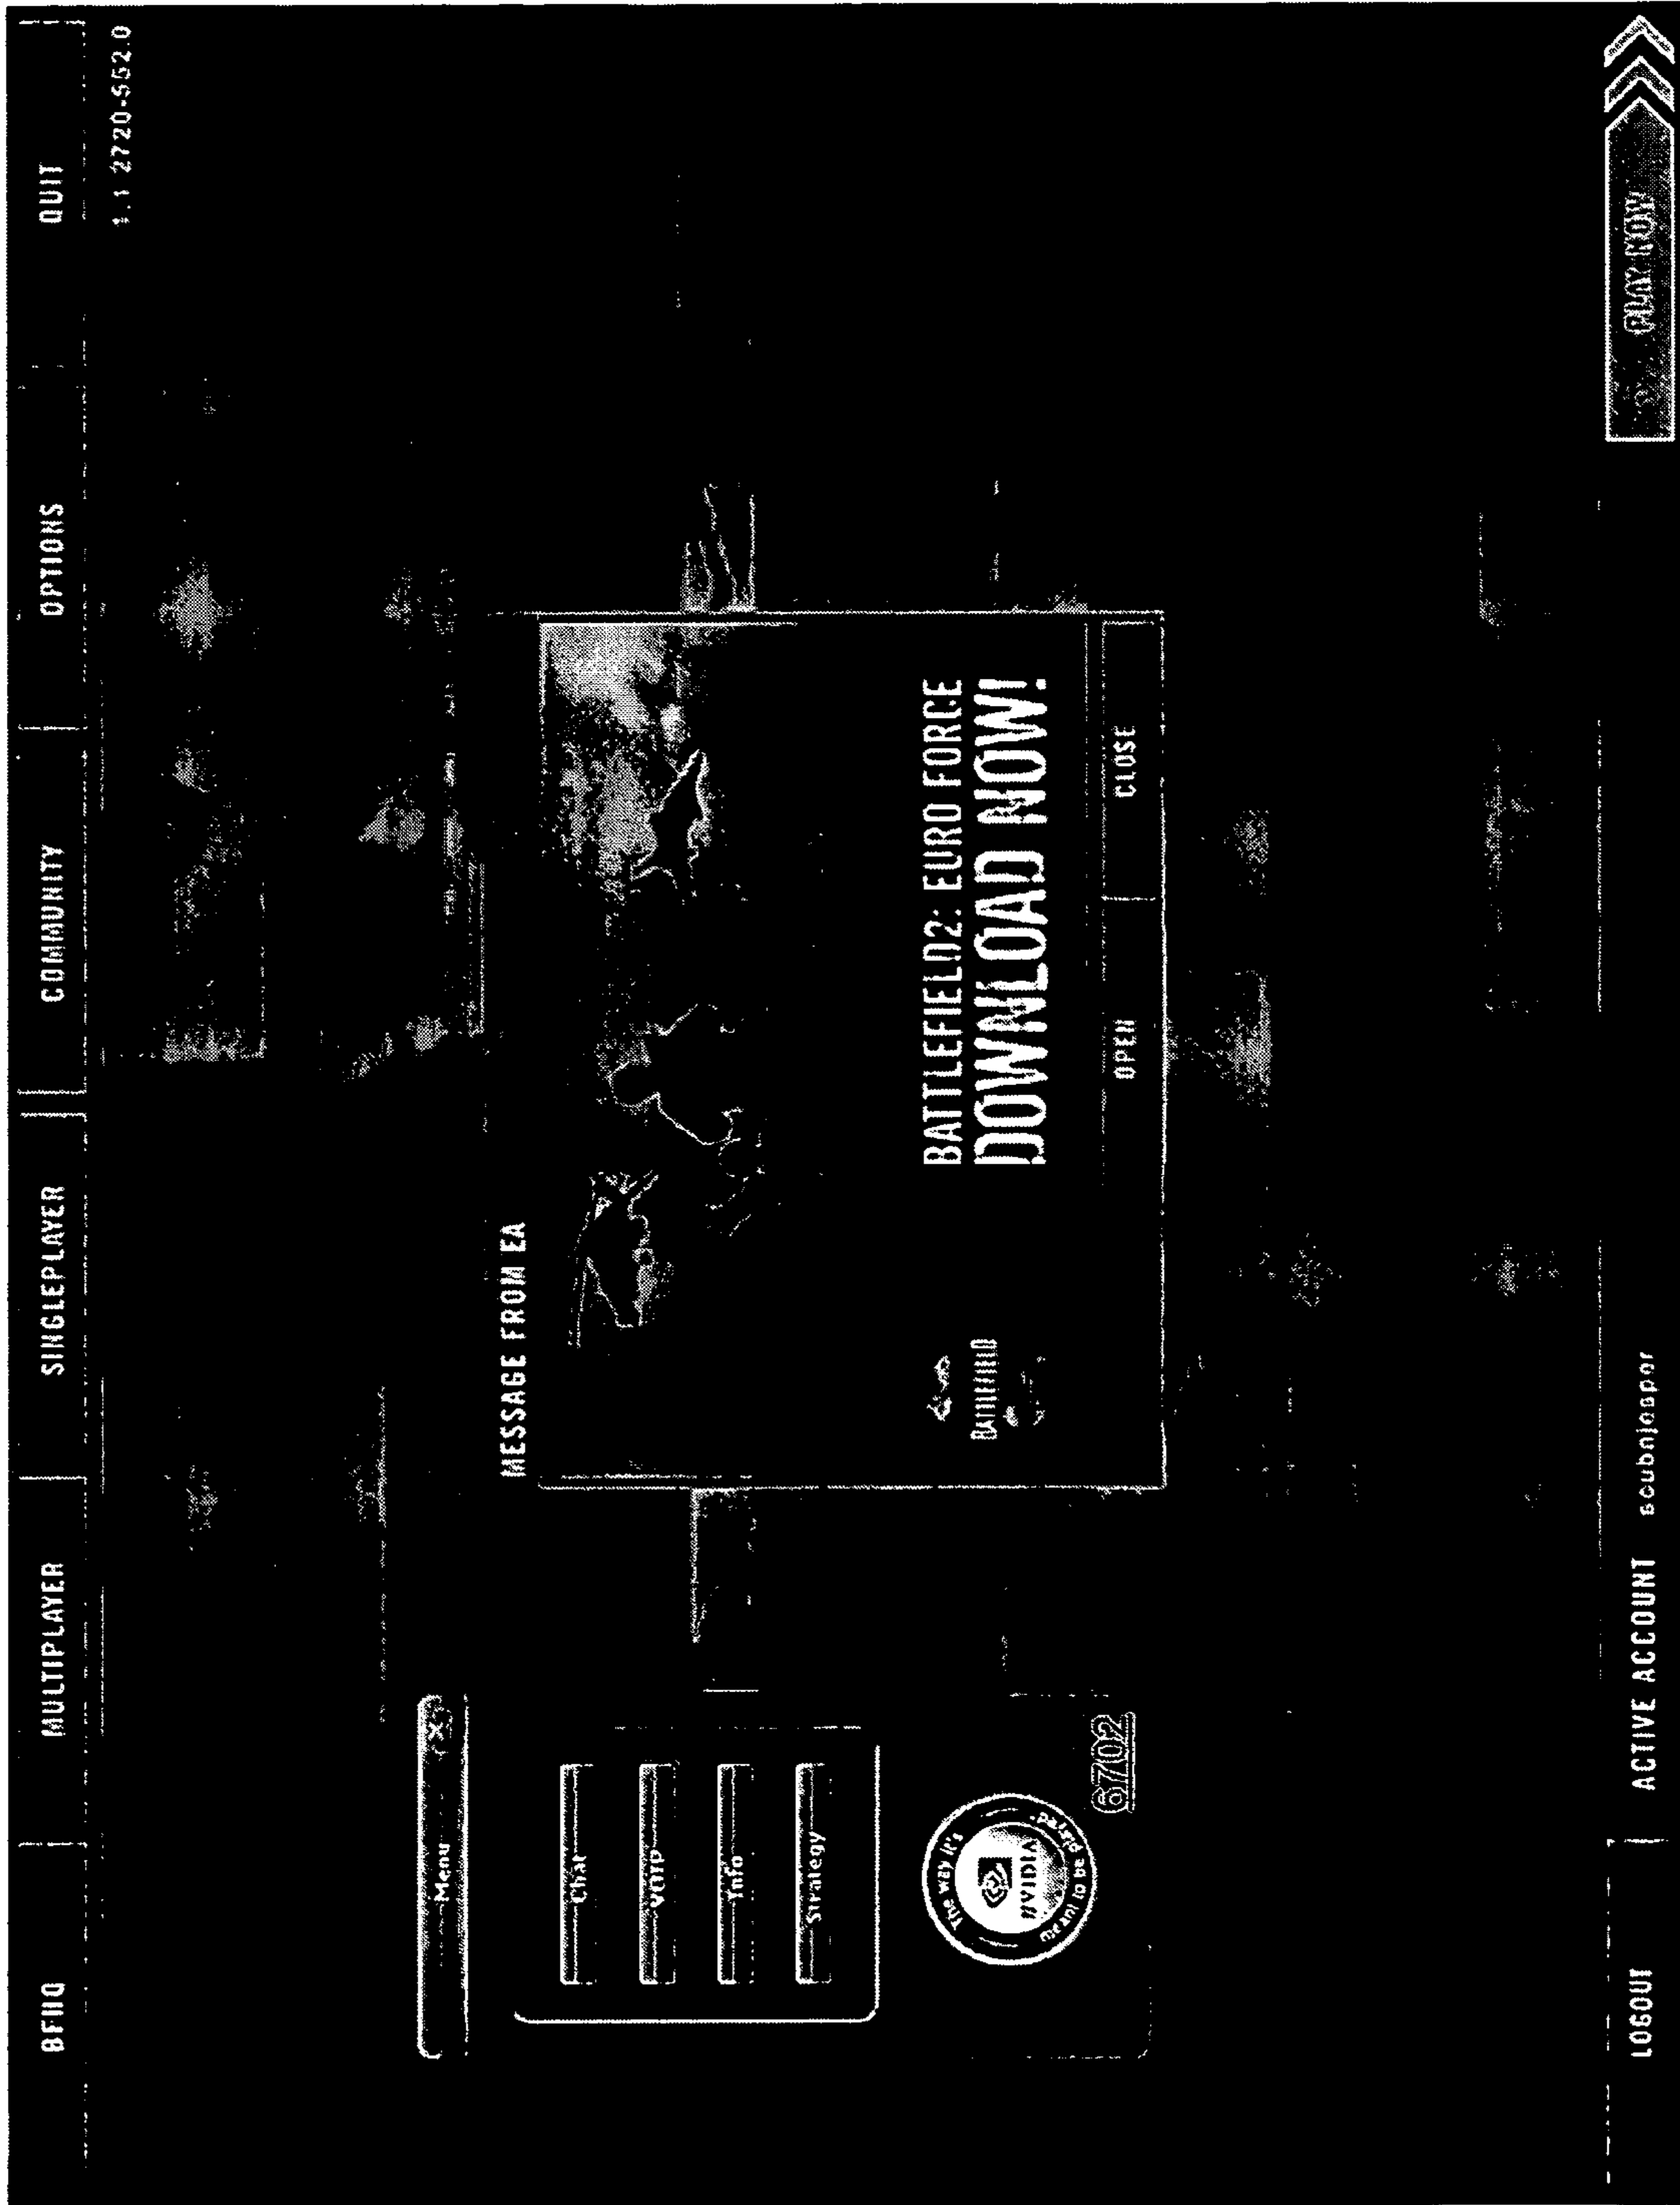 BFHQ MULTIPLAYER SINGLEPLAYER COMMUNITY OPTIONS QUIT
1.1 2720-552.0
Menu X
MESSAGE FROM EA
Chat
VOIP
Info
Strategy
BATTLEFIELD2: EURO FORCE
BATTLEFIELD
DOWNLOAD NOW!
The way it's
NVIDIA
meant to be played
6702
OPEN CLOSE
LOGOUT ACTIVE ACCOUNT PLAY NOW